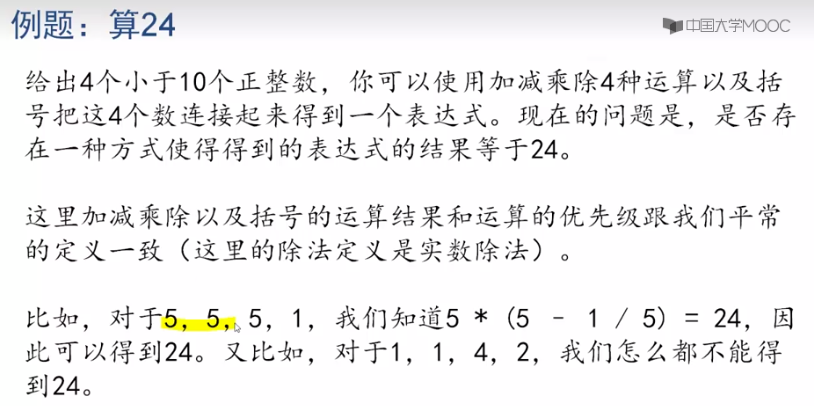 例题：算24
中国大学MOOC
给出4个小于10个正整数，你可以使用加减乘除4种运算以及括
号把这4个数连接起来得到一个表达式。现在的问题是，是否存
在一种方式使得得到的表达式的结果等于24。
这里加减乘除以及括号的运算结果和运算的优先级跟我们平常
的定义一致（这里的除法定义是实数除法）。
比如，对于5，5，5，1，我们知道5 * (5 – 1 / 5) = 24，因
此可以得到24。又比如，对于1，1，4，2，我们怎么都不能得
到24。